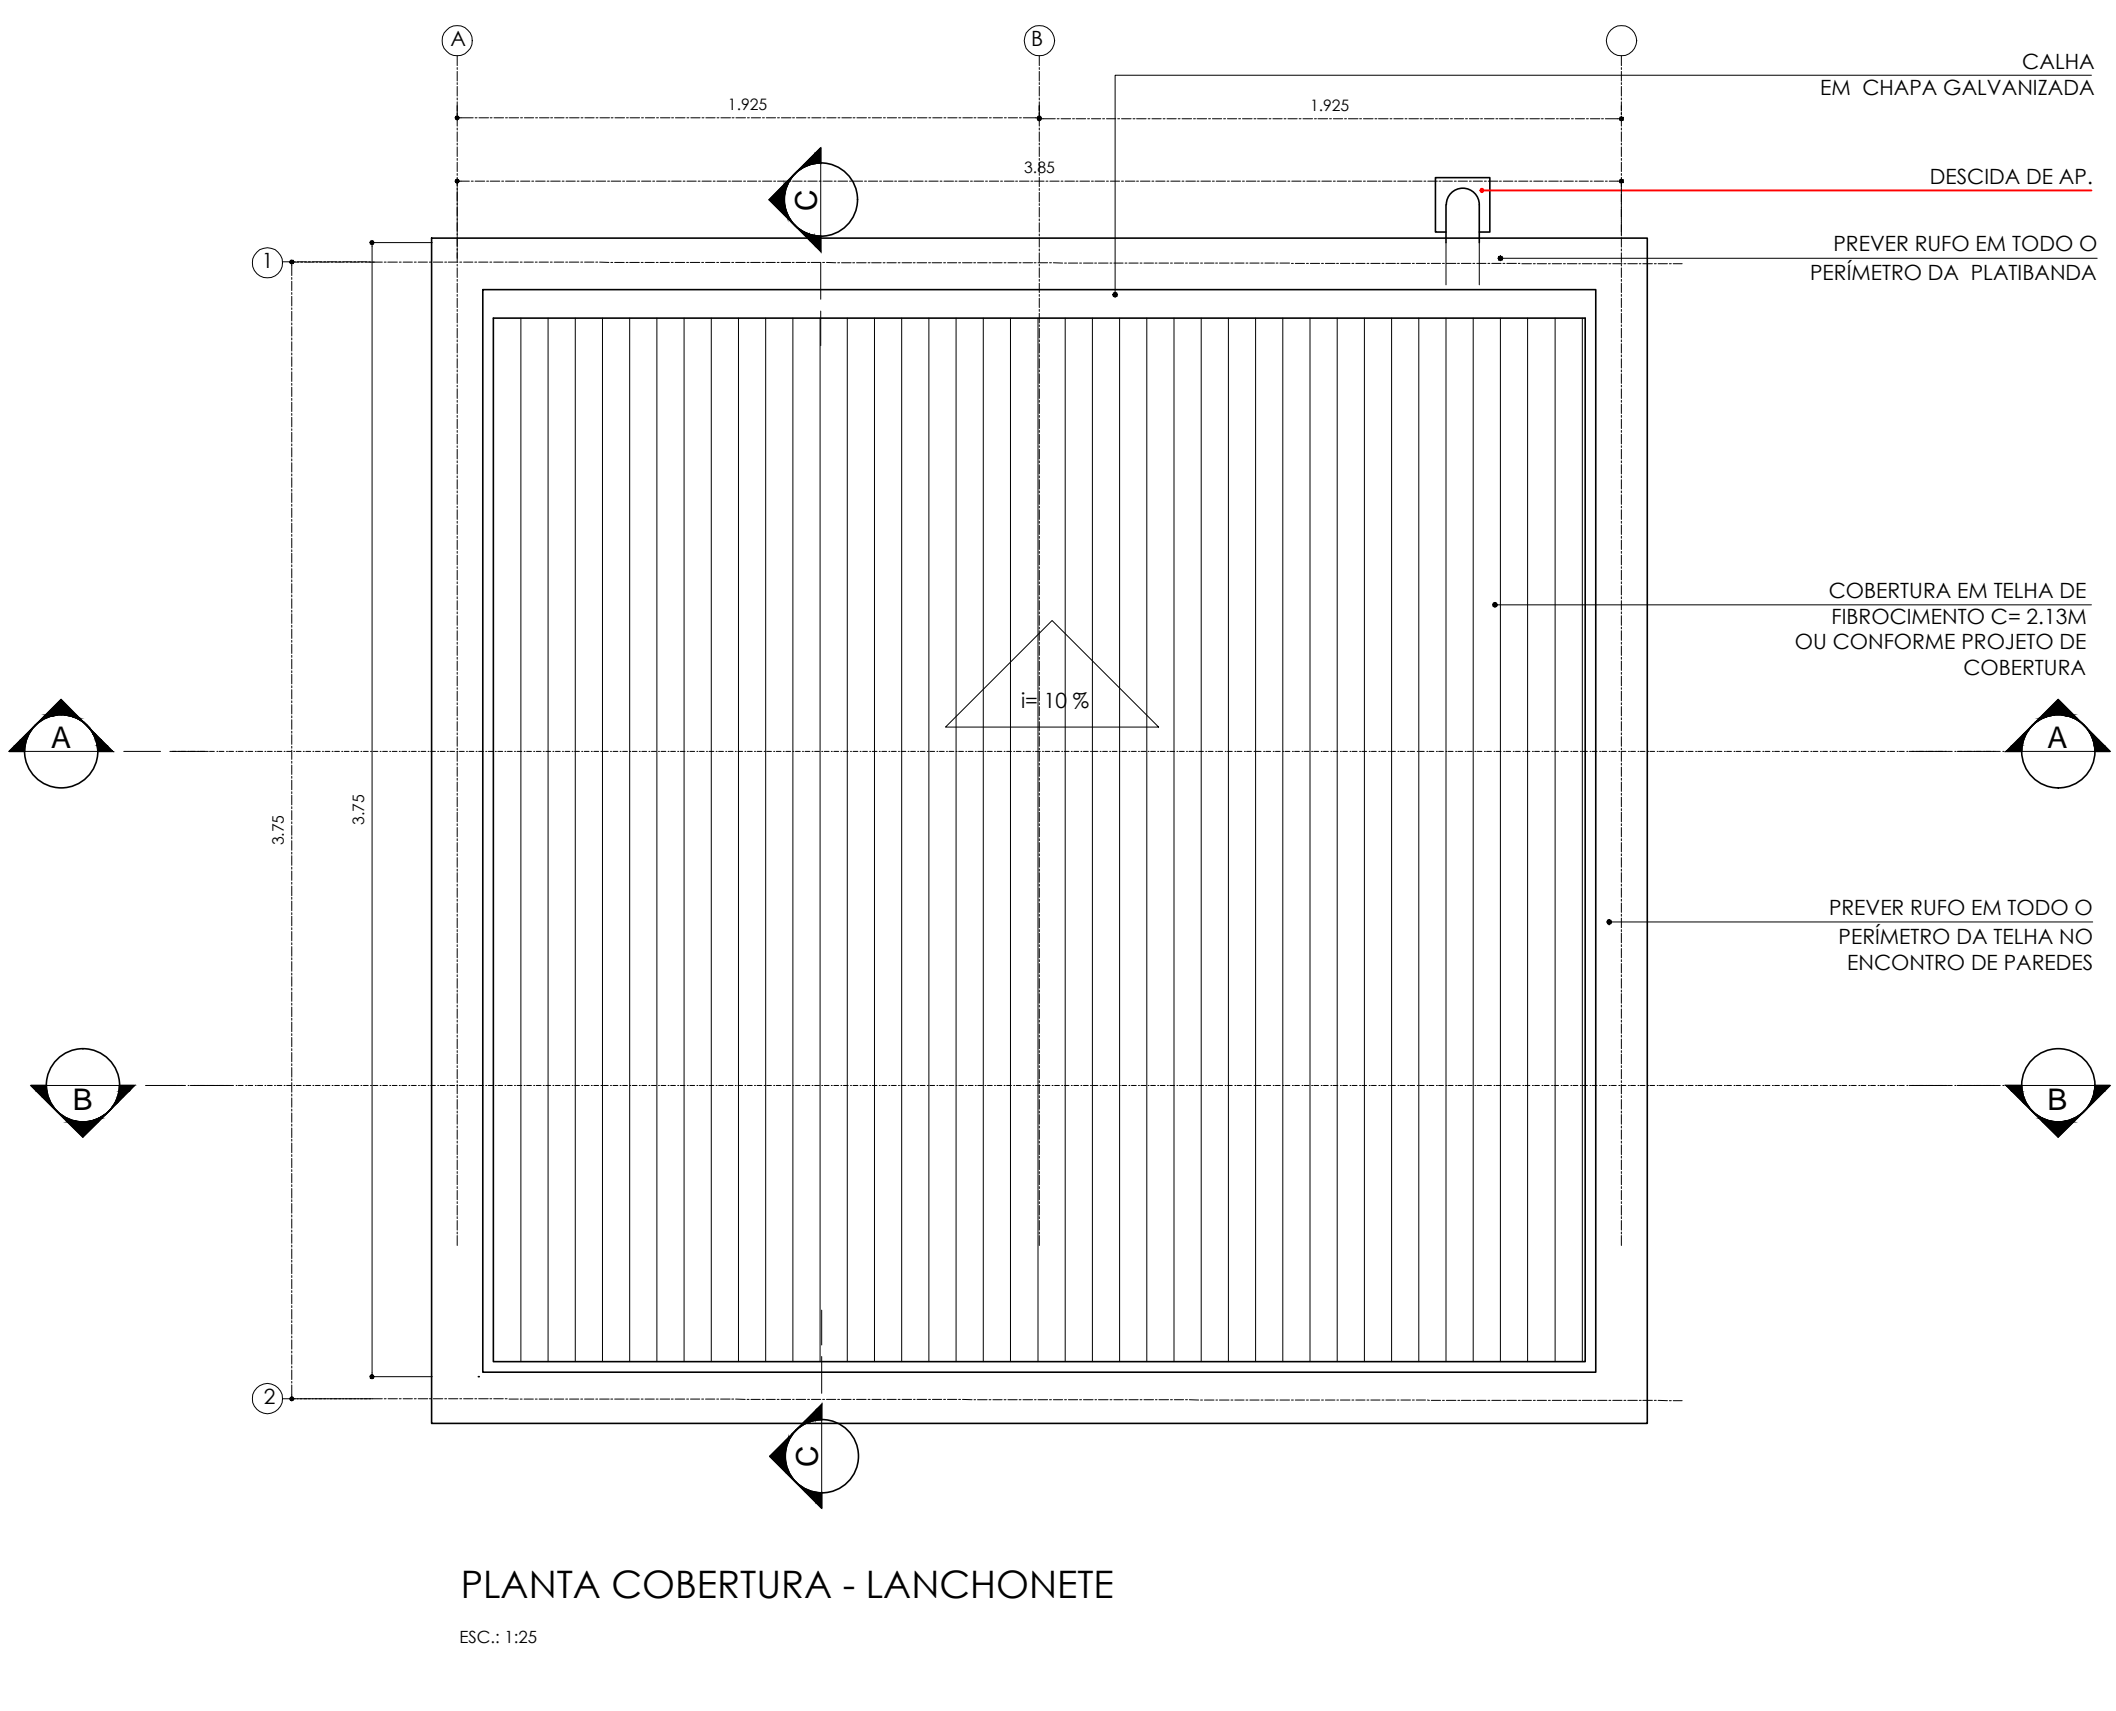 A
B
CALHA
EM CHAPA GALVANIZADA
1.925
1.925
3.85
C
DESCIDA DE AP.
1
PREVER RUFO EM TODO O
PERÍMETRO DA PLATIBANDA
COBERTURA EM TELHA DE
FIBROCIMENTO C= 2.13M
OU CONFORME PROJETO DE
COBERTURA
i= 10 %
A
A
3.75
3.75
PREVER RUFO EM TODO O
PERÍMETRO DA TELHA NO
ENCONTRO DE PAREDES
B
B
2
C
PLANTA COBERTURA - LANCHONETE
ESC.: 1:25